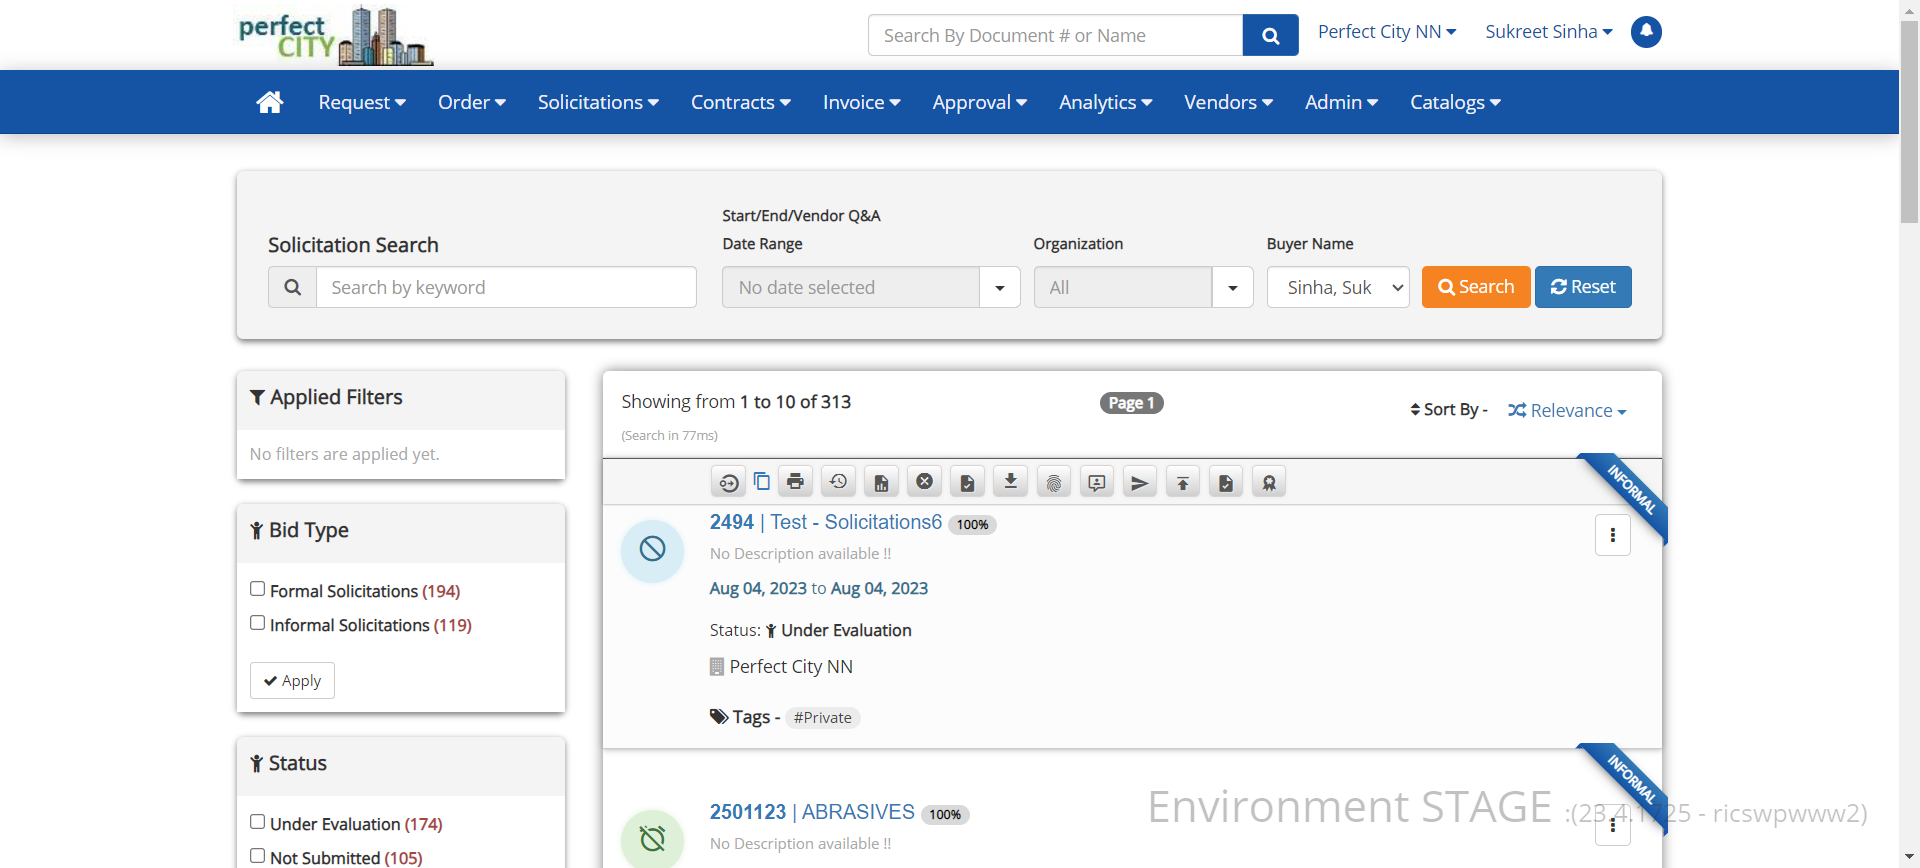 perfect
CITY
Search By Document # or Name
Perfect City NN
Sukreet Sinha
Request
Order
Solicitations
Contracts
Invoice
Approval
Analytics
Vendors
Admin
Catalogs
Solicitation Search
Search by keyword
Start/End/Vendor Q&A
Date Range
No date selected
Organization
All
Buyer Name
Sinha, Suk
Search
Reset
Applied Filters
No filters are applied yet.
Bid Type
Formal Solicitations (194)
Informal Solicitations (119)
Apply
Status
Under Evaluation (174)
Not Submitted (105)
Showing from 1 to 10 of 313
(Search in 77ms)
Page 1
Sort By -
Relevance
INFORMAL
2494 | Test - Solicitations6 100%
No Description available !!
Aug 04, 2023 to Aug 04, 2023
Status: Under Evaluation
Perfect City NN
Tags - #Private
INFORMAL
2501123 | ABRASIVES 100%
No Description available !!
Environment STAGE :(23.4.1725 - ricswpwww2)